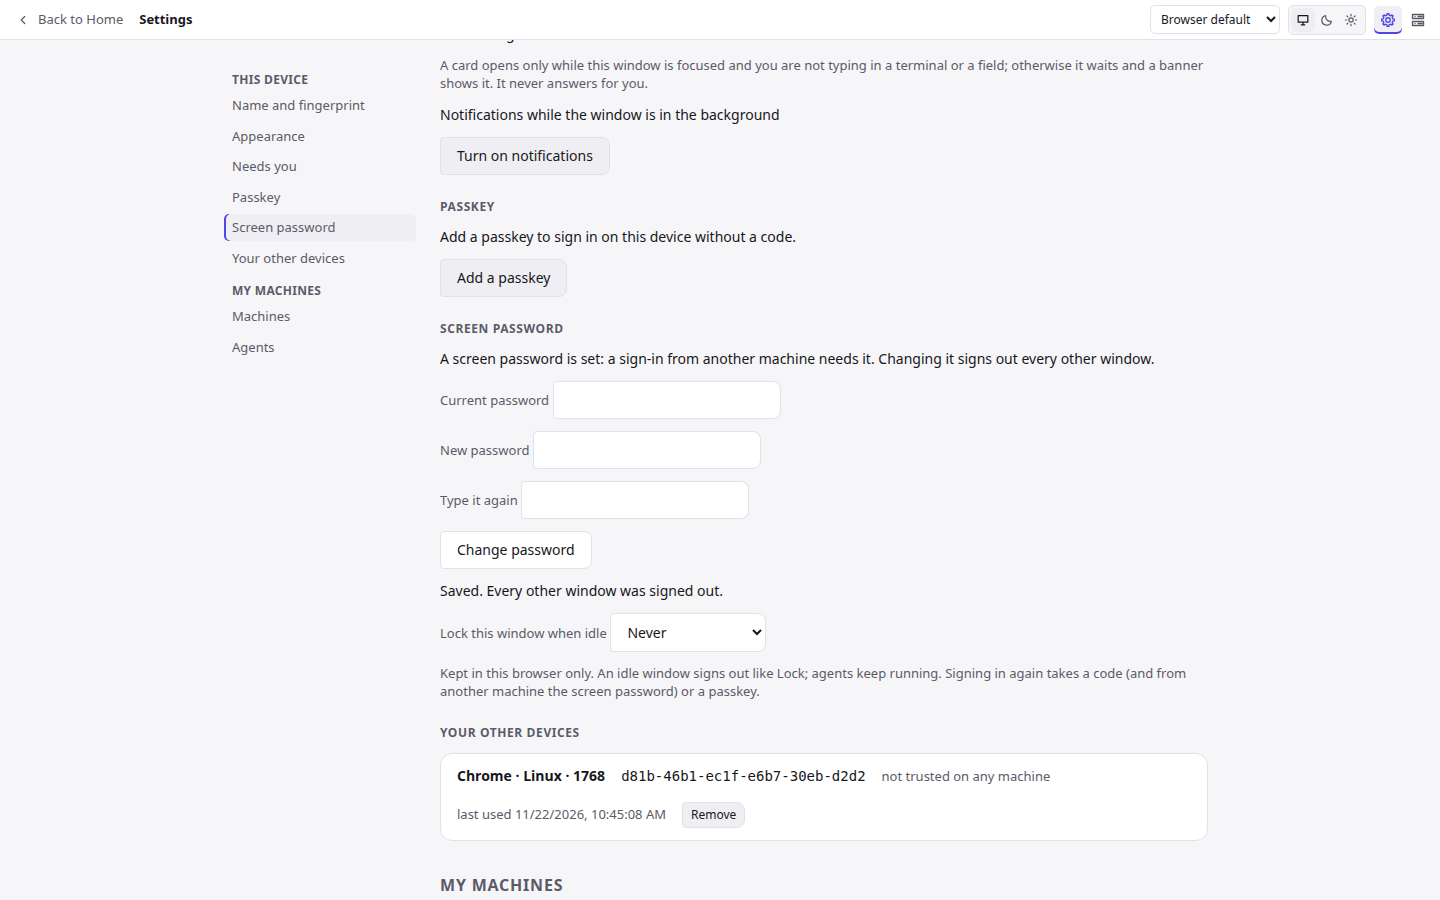 Back to Home
Settings
Browser default
THIS DEVICE
Name and fingerprint
Appearance
Needs you
Passkey
Screen password
Your other devices
MY MACHINES
Machines
Agents
A card opens only while this window is focused and you are not typing in a terminal or a field; otherwise it waits and a banner
shows it. It never answers for you.
Notifications while the window is in the background
Turn on notifications
PASSKEY
Add a passkey to sign in on this device without a code.
Add a passkey
SCREEN PASSWORD
A screen password is set: a sign-in from another machine needs it. Changing it signs out every other window.
Current password
New password
Type it again
Change password
Saved. Every other window was signed out.
Lock this window when idle Never
Kept in this browser only. An idle window signs out like Lock; agents keep running. Signing in again takes a code (and from
another machine the screen password) or a passkey.
YOUR OTHER DEVICES
Chrome · Linux · 1768 d81b-46b1-ec1f-e6b7-30eb-d2d2 not trusted on any machine
last used 11/22/2026, 10:45:08 AM Remove
MY MACHINES